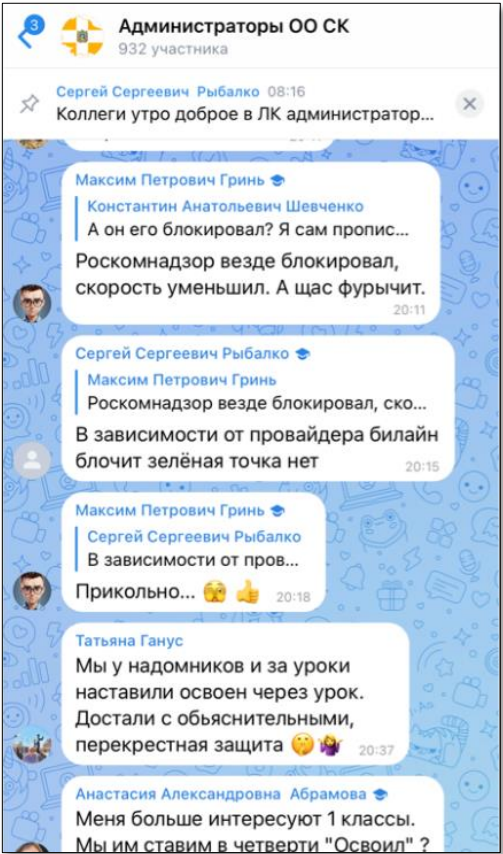 3
Администраторы ОО СК
932 участника
Сергей Сергеевич Рыбалко 08:16
Коллеги утро доброе в ЛК администратор...
Максим Петрович Гринь
Константин Анатольевич Шевченко
А он его блокировал? Я сам пропис...
Роскомнадзор везде блокировал,
скорость уменьшил. А щас фурычит.
20:11
Сергей Сергеевич Рыбалко
Максим Петрович Гринь
Роскомнадзор везде блокировал, ско...
В зависимости от провайдера билайн
блочит зелёная точка нет
20:15
Максим Петрович Гринь
Сергей Сергеевич Рыбалко
В зависимости от пров...
Прикольно... 🫣 👍 20:18
Татьяна Ганус
Мы у надомников и за уроки
наставили освоен через урок.
Достали с обьяснительными,
перекрестная защита 🤫🤷‍♀️ 20:37
Анастасия Александровна Абрамова
Меня больше интересуют 1 классы.
Мы им ставим в четверти "Освоил" ?